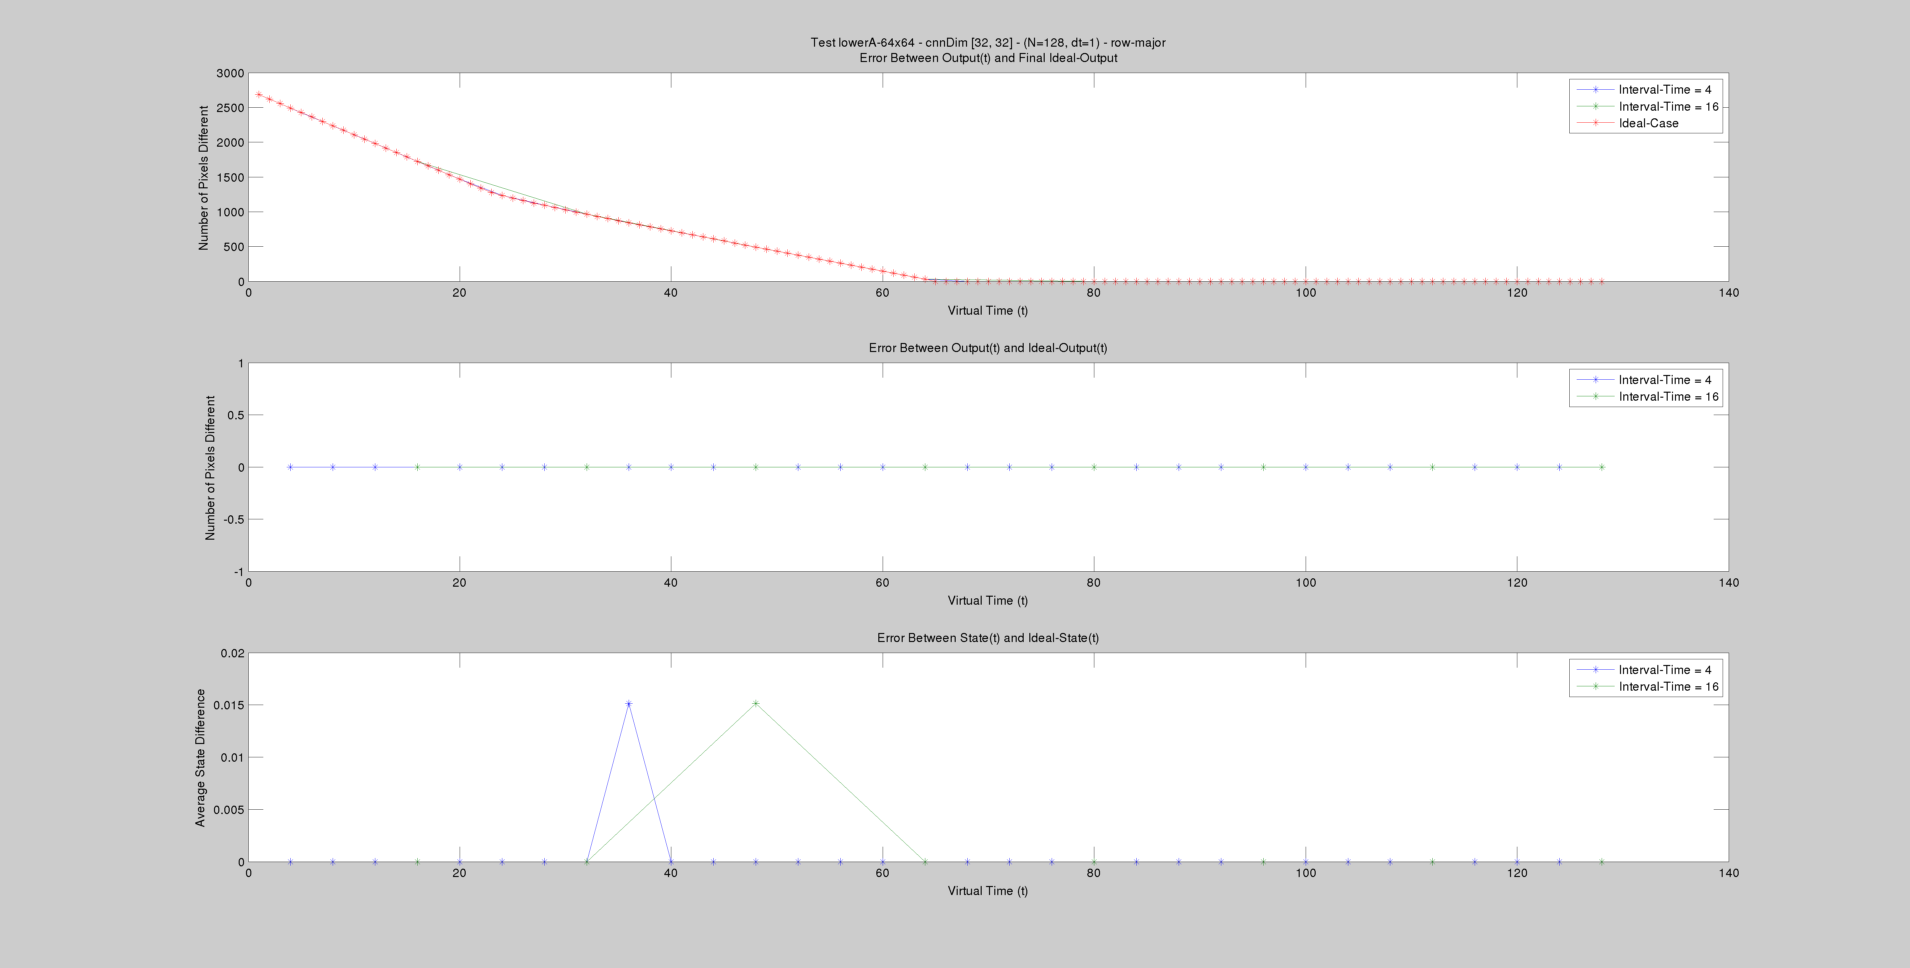 Test lowerA-64x64 - cnnDim [32, 32] - (N=128, dt=1) - row-major
Error Between Output(t) and Final Ideal-Output
Number of Pixels Different
3000
2500
2000
1500
1000
500
0
0 20 40 60 80 100 120 140
Virtual Time (t)
Interval-Time = 4
Interval-Time = 16
Ideal-Case
Error Between Output(t) and Ideal-Output(t)
Number of Pixels Different
1
0.5
0
-0.5
-1
0 20 40 60 80 100 120 140
Virtual Time (t)
Interval-Time = 4
Interval-Time = 16
Error Between State(t) and Ideal-State(t)
Average State Difference
0.02
0.015
0.01
0.005
0
0 20 40 60 80 100 120 140
Virtual Time (t)
Interval-Time = 4
Interval-Time = 16